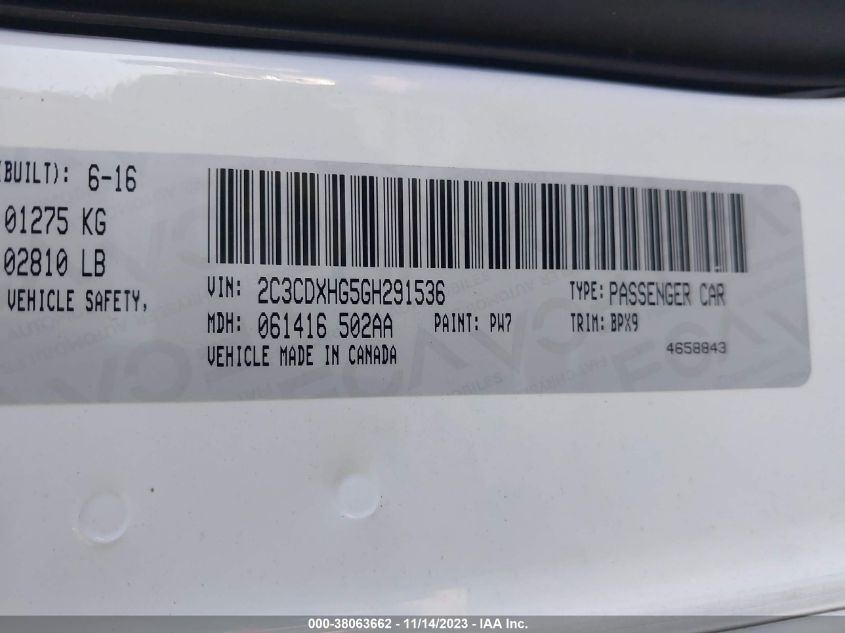 (BUILT): 6-16
01275 KG
02810 LB
VEHICLE SAFETY,
VIN: 2C3CDXHG5GH291536 TYPE: PASSENGER CAR
MDH: 061416 502AA PAINT: PW7 TRIM: BPX9
VEHICLE MADE IN CANADA 4658843
000-38063662 - 11/14/2023 - IAA Inc.